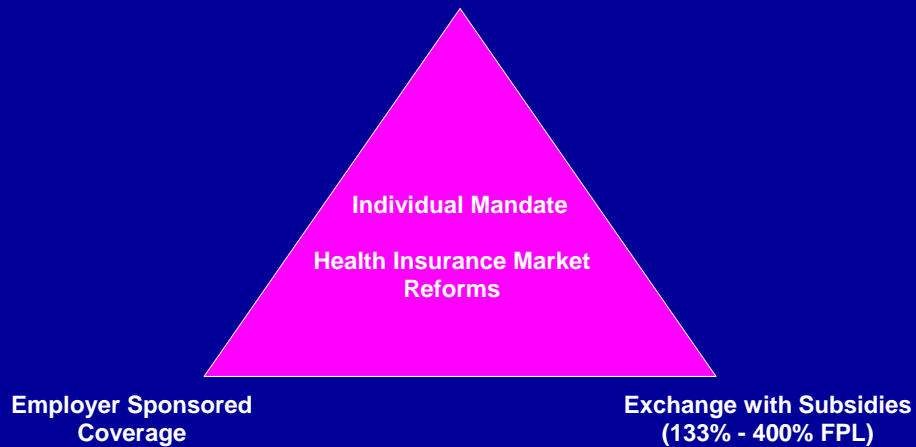 Individual Mandate
Health Insurance Market
Reforms
Employer Sponsored
Coverage
Exchange with Subsidies
(133% - 400% FPL)